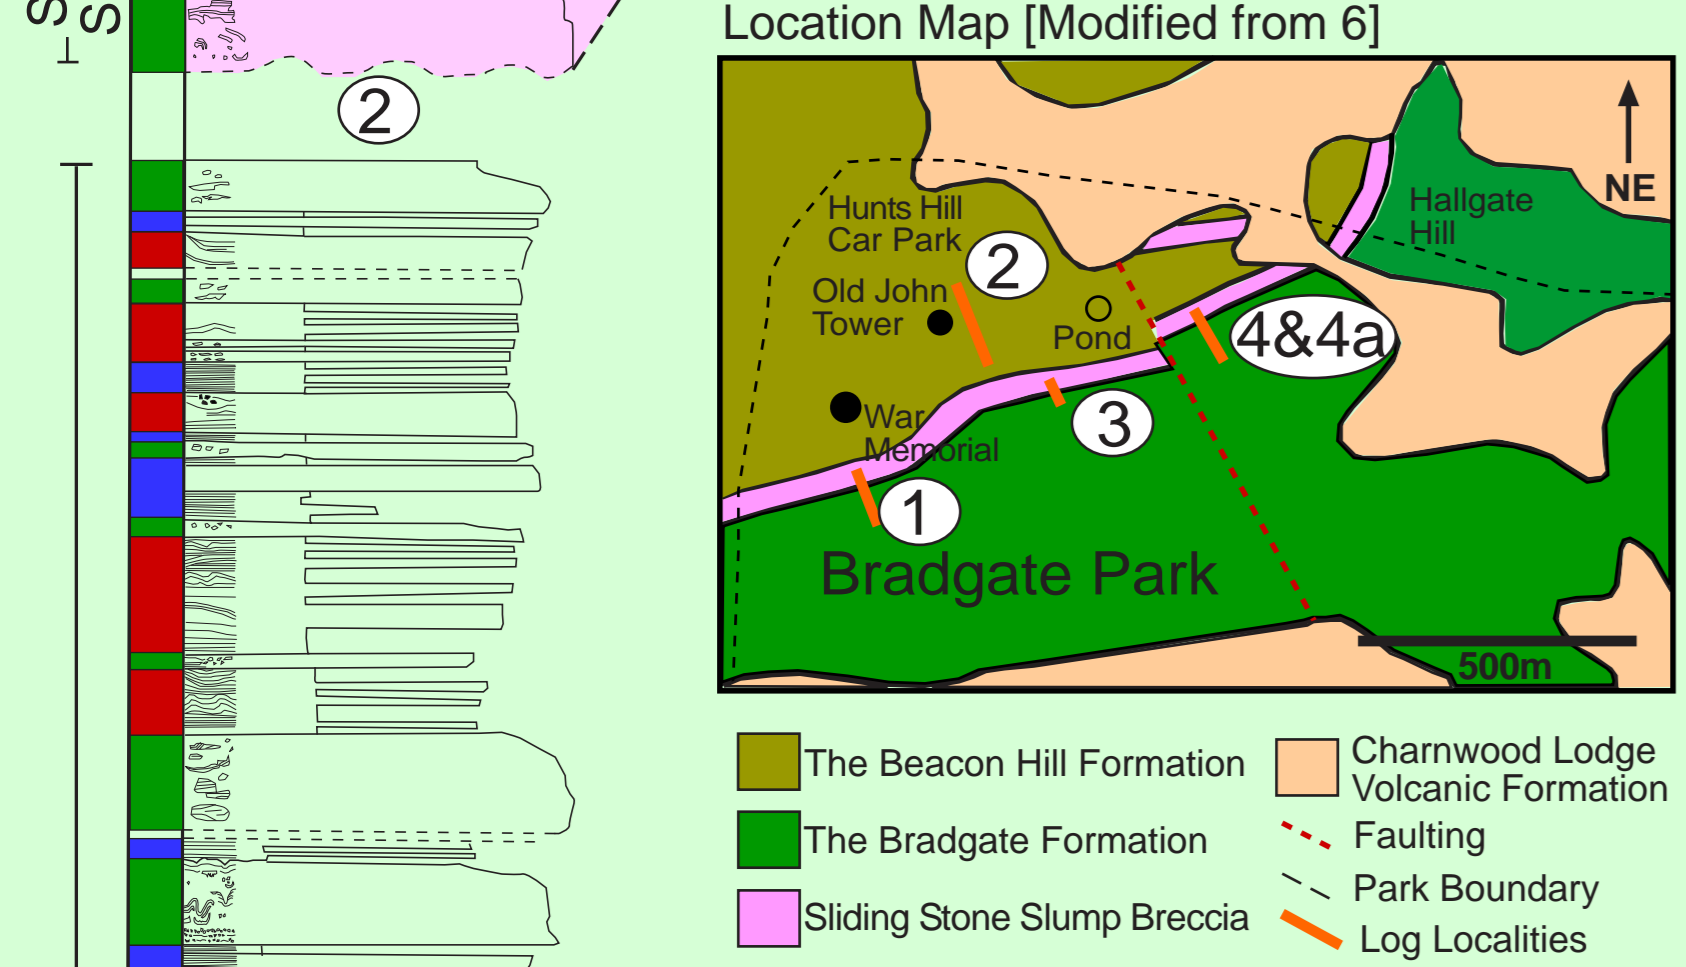 S
S
2
Location Map [Modified from 6]
NE
Hallgate
Hill
Hunts Hill
Car Park
2
Old John
Tower
Pond
4&4a
War
Memorial
3
1
Bradgate Park
500m
The Beacon Hill Formation
The Bradgate Formation
Sliding Stone Slump Breccia
Charnwood Lodge
Volcanic Formation
Faulting
Park Boundary
Log Localities